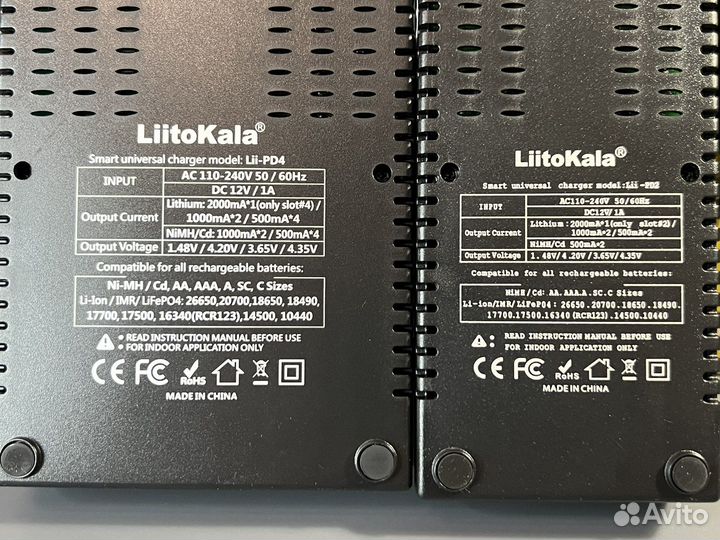 LiitoKala®
Smart universal charger model: Lii-PD4
INPUT
AC 110-240V 50 / 60Hz
DC 12V / 1A
Output Current
Lithium: 2000mA*1(only slot#4) /
1000mA*2 / 500mA*4
NiMH/Cd: 1000mA*2 / 500mA*4
Output Voltage
1.48V / 4.20V / 3.65V / 4.35V
Compatible for all rechargeable batteries:
Ni-MH / Cd, AA, AAA, A, SC, C Sizes
Li-Ion / IMR/ LiFePO4: 26650,20700,18650, 18490,
17700, 17500, 16340(RCR123),14500, 10440
• READ INSTRUCTION MANUAL BEFORE USE
• FOR INDOOR APPLICATION ONLY
CE FC RoHS
MADE IN CHINA
LiitoKala®
Smart universal charger model:Lii-PD2
INPUT
AC110-240V 50/60Hz
DC12V/1A
Output Current
Lithium:2000mA*1(only slot#2)/
1000mA*2/500mA*2
NiMH/Cd 500mA*2
Output Voltage
1.48V/4.20V/3.65V/4.35V
Compatible for all rechargeable batteries:
NiMH/Cd: AA.AAA.A.SC.C Sizes
Li-ion/IMR/LiFePO4: 26650.20700.18650.18490.
17700.17500.16340(RCR123).14500.10440
• READ INSTRUCTION MANUAL BEFORE USE
• FOR INDOOR APPLICATION ONLY
CE FC RoHS
MADE IN CHINA
Avito